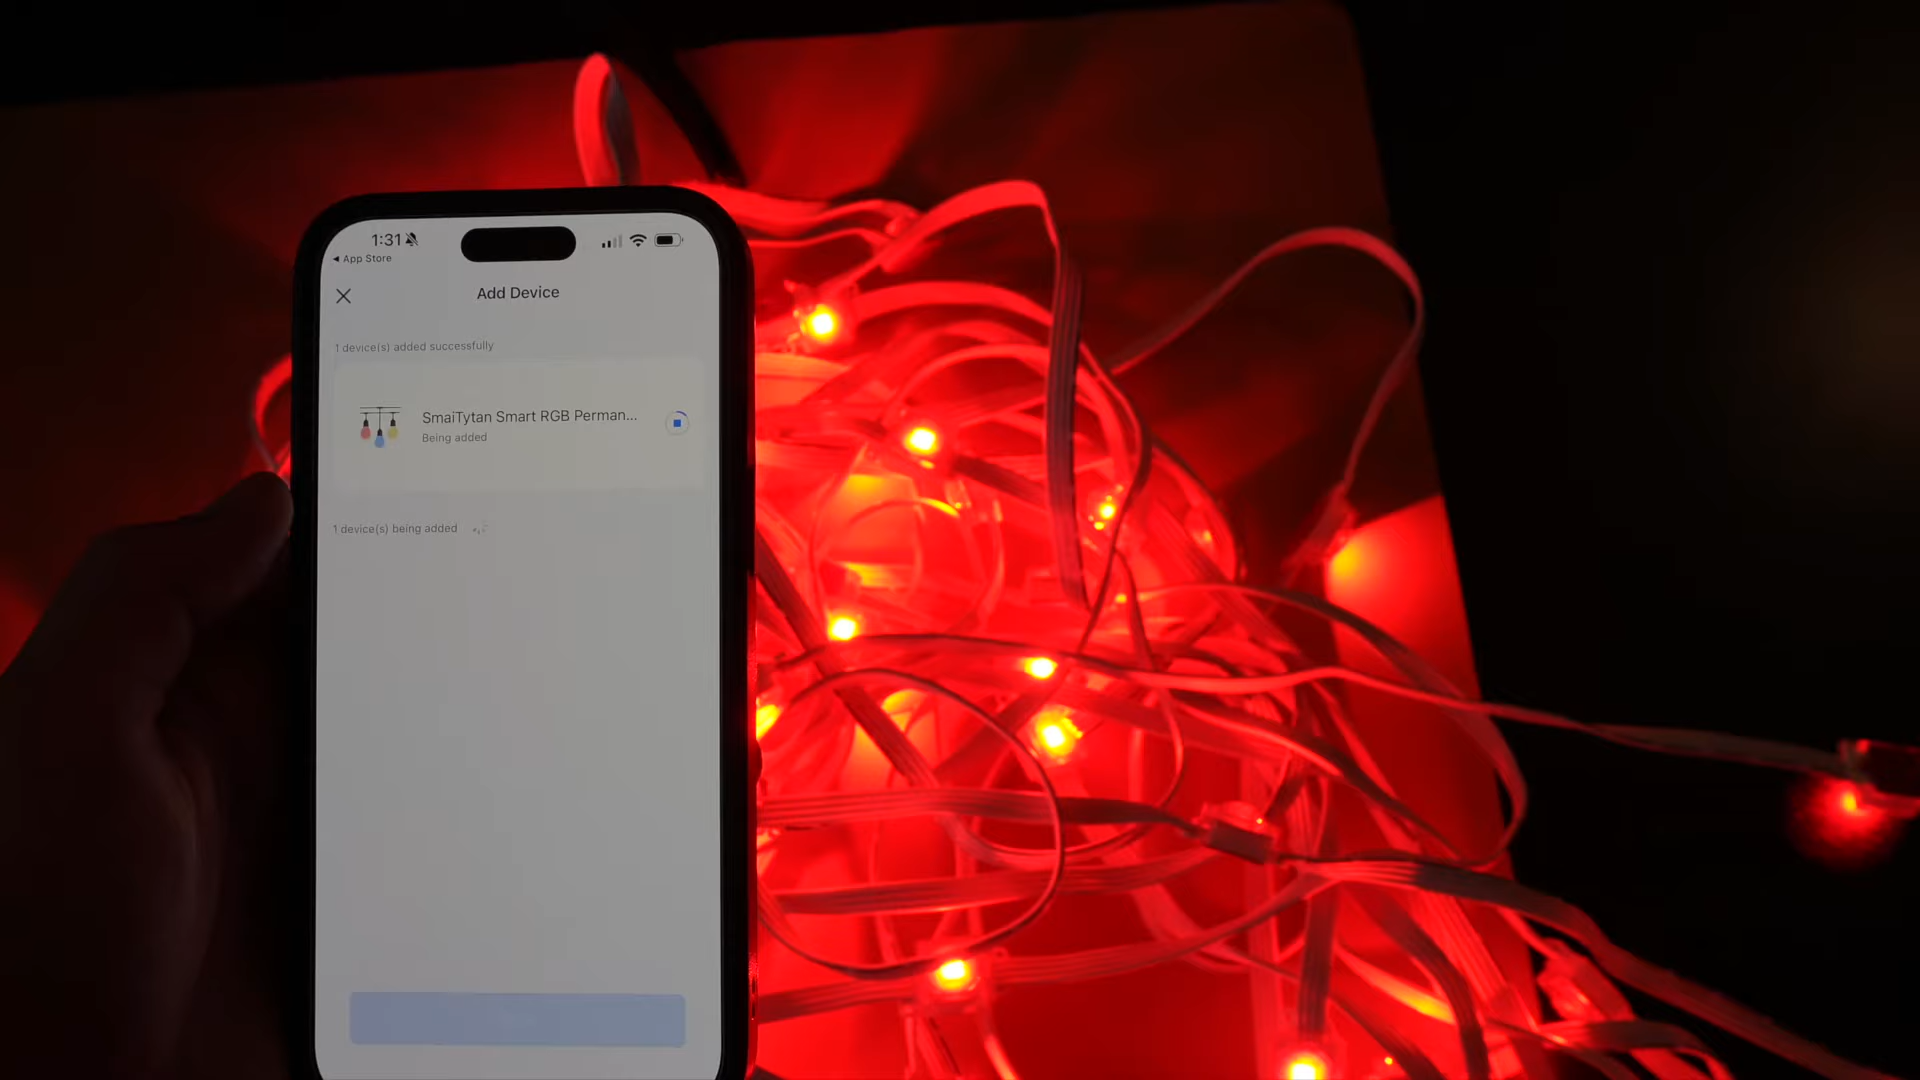 1:31
◀ App Store
Add Device
1 device(s) added successfully
SmaiTytan Smart RGB Perman...
Being added
1 device(s) being added